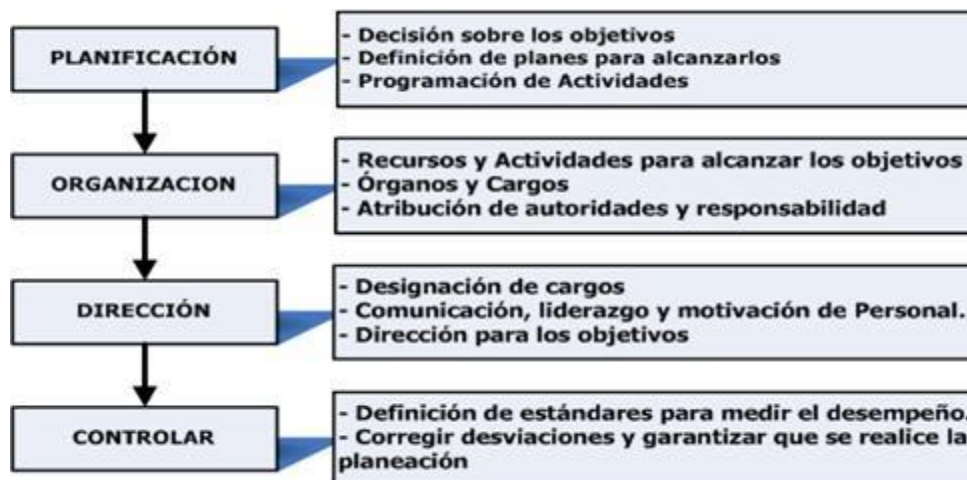 PLANIFICACIÓN
- Decisión sobre los objetivos
- Definición de planes para alcanzarlos
- Programación de Actividades
ORGANIZACION
- Recursos y Actividades para alcanzar los objetivos
- Órganos y Cargos
- Atribución de autoridades y responsabilidad
DIRECCIÓN
- Designación de cargos
- Comunicación, liderazgo y motivación de Personal.
- Dirección para los objetivos
CONTROLAR
- Definición de estándares para medir el desempeño.
- Corregir desviaciones y garantizar que se realice la
planeación